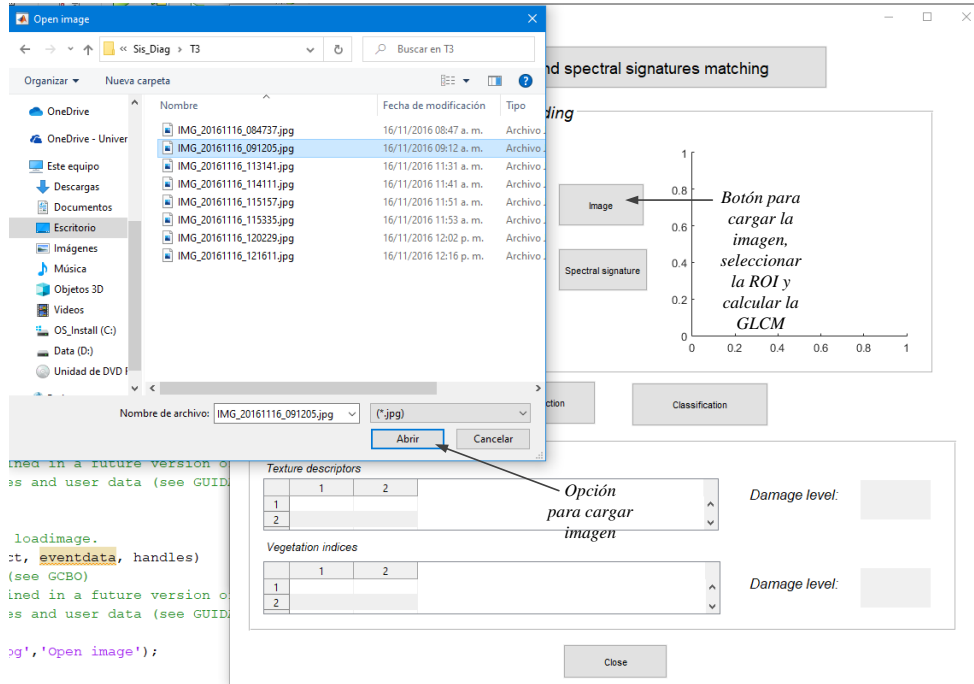 Open image
« Sis_Diag › T3
Buscar en T3
Organizar
Nueva carpeta
OneDrive
OneDrive - Univer
Este equipo
Descargas
Documentos
Escritorio
Imágenes
Música
Objetos 3D
Videos
OS_Install (C:)
Data (D:)
Unidad de DVD
Nombre Fecha de modificación Tipo
IMG_20161116_084737.jpg 16/11/2016 08:47 a. m. Archivo
IMG_20161116_091205.jpg 16/11/2016 09:12 a. m. Archivo
IMG_20161116_113141.jpg 16/11/2016 11:31 a. m. Archivo
IMG_20161116_114111.jpg 16/11/2016 11:41 a. m. Archivo
IMG_20161116_115157.jpg 16/11/2016 11:51 a. m. Archivo
IMG_20161116_115335.jpg 16/11/2016 11:53 a. m. Archivo
IMG_20161116_120229.jpg 16/11/2016 12:02 p. m. Archivo
IMG_20161116_121611.jpg 16/11/2016 12:16 p. m. Archivo
Nombre de archivo: IMG_20161116_091205.jpg (*.jpg)
Abrir Cancelar
nd spectral signatures matching
ding
Image
Spectral signature
1
0.8
0.6
0.4
0.2
0
0 0.2 0.4 0.6 0.8 1
Botón para
cargar la
imagen,
seleccionar
la ROI y
calcular la
GLCM
ction
Classification
Opción
para cargar
imagen
Texture descriptors
1 2
1
2
Damage level:
Vegetation indices
1 2
1
2
Damage level:
Close
ined in a future version o
es and user data (see GUID
loadimage.
ct, eventdata, handles)
(see GCBO)
ined in a future version o
es and user data (see GUID
og','Open image');